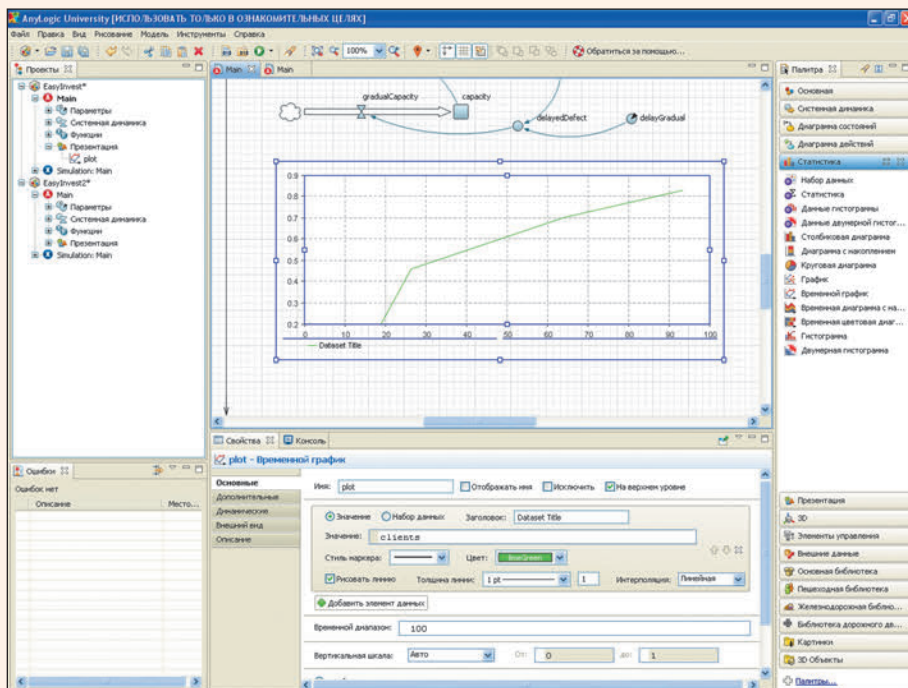 AnyLogic University [ИСПОЛЬЗОВАТЬ ТОЛЬКО В ОЗНАКОМИТЕЛЬНЫХ ЦЕЛЯХ]
Файл Правка Вид Рисование Модель Инструменты Справка
100% Обратиться за помощью...
Проекты
EasyInvest*
Main
Параметры
Системная динамика
Функции
Презентация
plot
Simulation: Main
EasyInvest2*
Main
Параметры
Системная динамика
Функции
Презентация
Simulation: Main
Ошибки
Ошибок нет
Описание Место...
Main Main
gradualCapacity capacity
delayedDefect delayGradual
0.9
0.8
0.7
0.6
0.5
0.4
0.3
0.2
0 10 20 30 40 50 60 70 80 90 100
Dataset Title
Свойства Консоль
plot - Временной график
Основные
Дополнительные
Динамические
Внешний вид
Описание
Имя: plot Отображать имя Исключить На верхнем уровне
Значение Набор данных Заголовок: Dataset Title
Значение: clients
Стиль маркера: Цвет: limeGreen
Рисовать линию Толщина линии: 1 pt 1 Интерполяция: Линейная
Добавить элемент данных
Временной диапазон: 100
Вертикальная шкала: Авто От: 0 до: 1
Палитра
Основная
Системная динамика
Диаграмма состояний
Диаграмма действий
Статистика
Набор данных
Статистика
Данные гистограммы
Данные двумерной гистог...
Столбиковая диаграмма
Диаграмма с накоплением
Круговая диаграмма
График
Временной график
Временная диаграмма с на...
Временная цветовая диаг...
Гистограмма
Двумерная гистограмма
Презентация
3D
Элементы управления
Внешние данные
Основная библиотека
Пешеходная библиотека
Железнодорожная библио...
Библиотека дорожного дв...
Картинки
3D Объекты
Палитры...